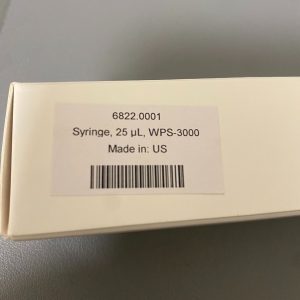 6822.0001
Syringe, 25 µL, WPS-3000
Made in: US